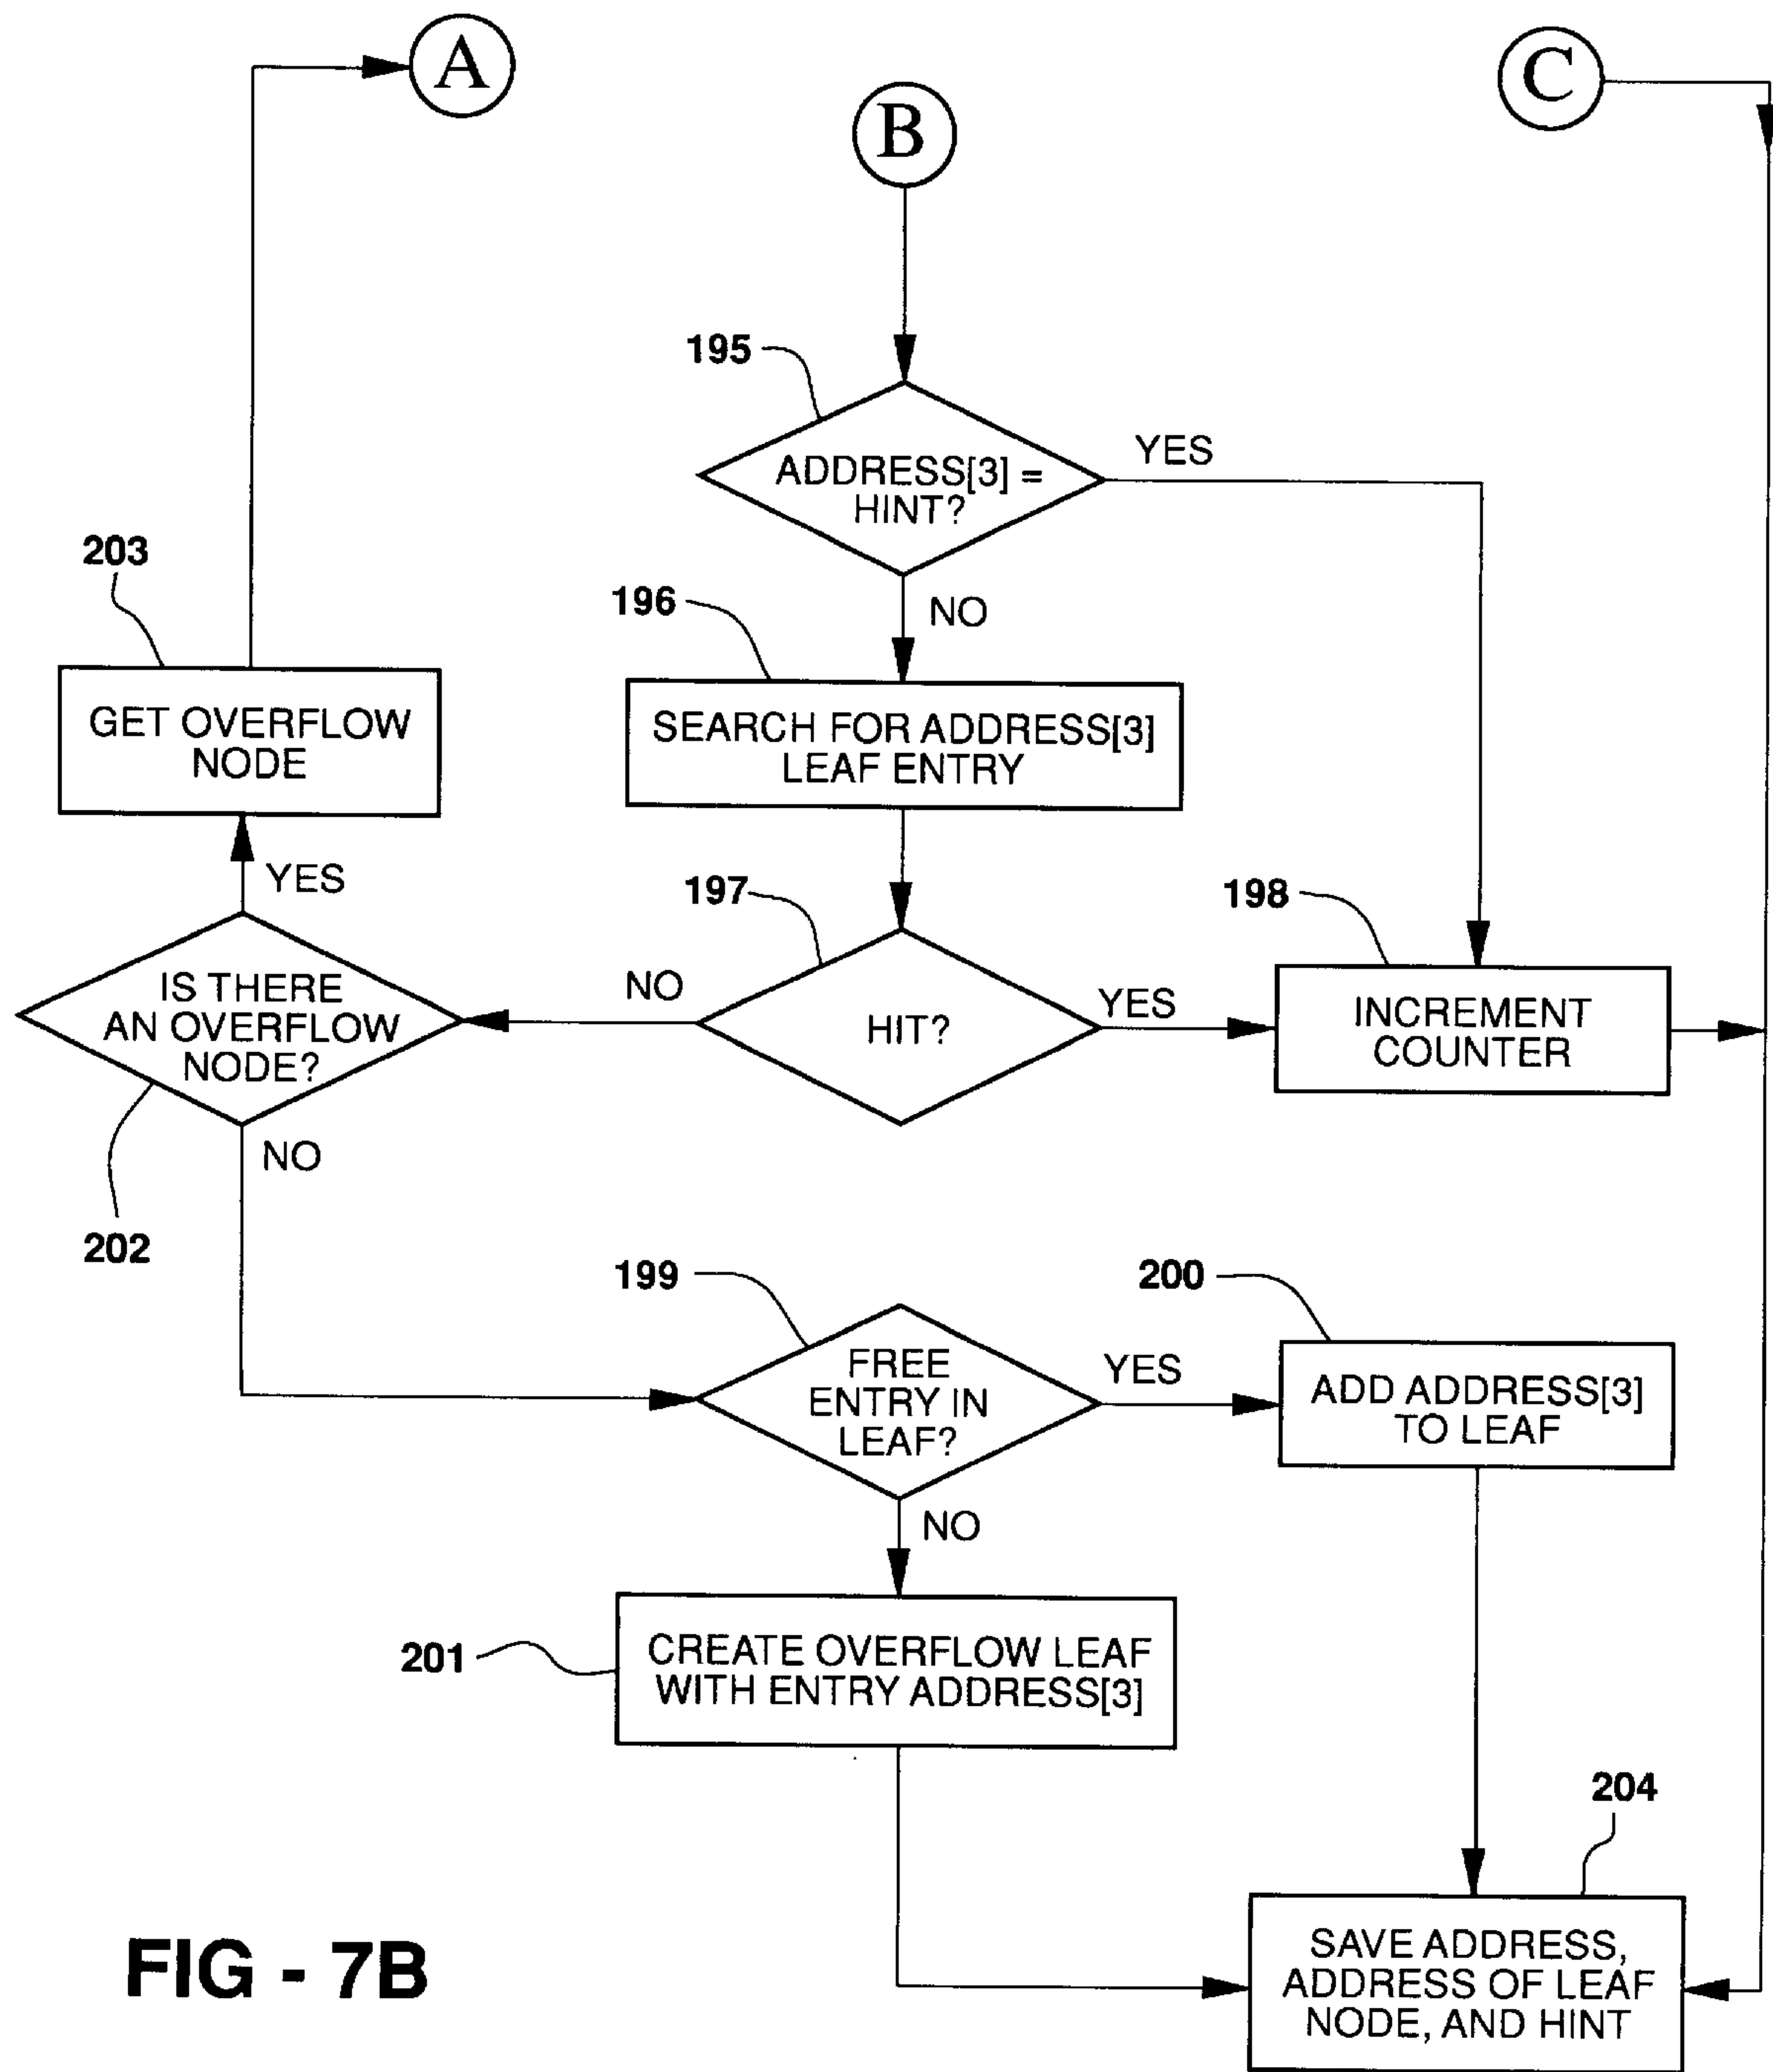 A
C
B
195
ADDRESS[3] =
HINT?
YES
NO
203
196
GET OVERFLOW
NODE
SEARCH FOR ADDRESS[3]
LEAF ENTRY
YES
197
198
IS THERE
AN OVERFLOW
NODE?
NO
HIT?
YES
INCREMENT
COUNTER
NO
202
199
200
FREE
ENTRY IN
LEAF?
YES
ADD ADDRESS[3]
TO LEAF
NO
201
CREATE OVERFLOW LEAF
WITH ENTRY ADDRESS[3]
204
SAVE ADDRESS,
ADDRESS OF LEAF
NODE, AND HINT
FIG - 7B